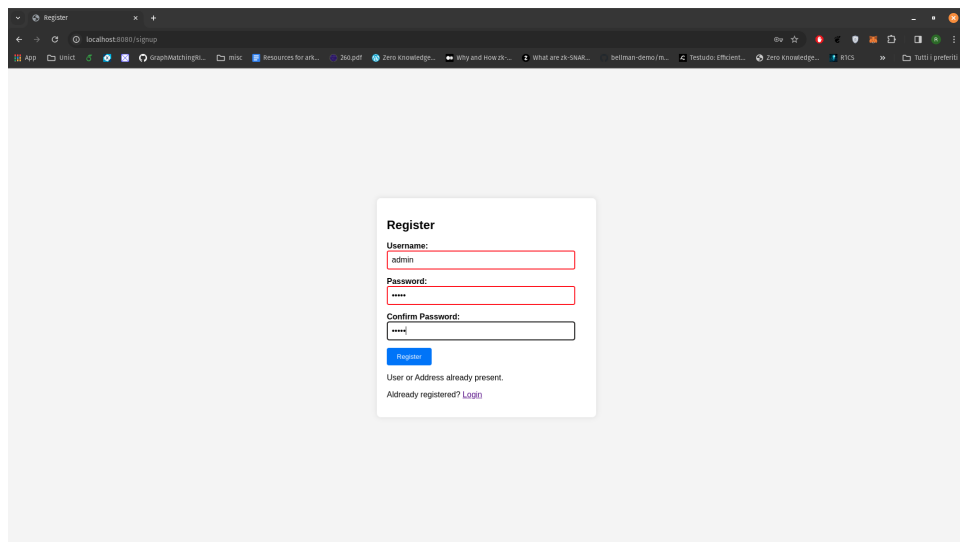 Register
localhost:8080/signup
App
Unict
GraphMatchingRi...
misc
Resources for ark...
260.pdf
Zero Knowledge...
Why and How zk-...
What are zk-SNAR...
bellman-demo/m...
Testudo: Efficient...
Zero Knowledge...
R1CS
»
Tutti i preferiti
Register
Username:
admin
Password:
•••••
Confirm Password:
•••••
Register
User or Address already present.
Aldready registered? Login